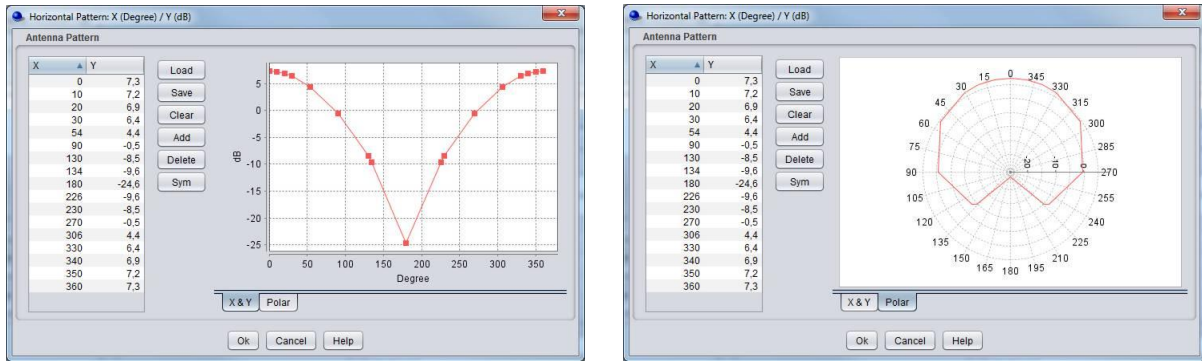 Horizontal Pattern: X (Degree) / Y (dB)
Antenna Pattern
X Y
0 7,3
10 7,2
20 6,9
30 6,4
54 4,4
90 -0,5
130 -8,5
134 -9,6
180 -24,6
226 -9,6
230 -8,5
270 -0,5
306 4,4
330 6,4
340 6,9
350 7,2
360 7,3
Load
Save
Clear
Add
Delete
Sym
5
0
-5
-10
-15
-20
-25
dB
0 50 100 150 200 250 300 350
Degree
X & Y Polar
Ok Cancel Help
Horizontal Pattern: X (Degree) / Y (dB)
Antenna Pattern
X Y
0 7,3
10 7,2
20 6,9
30 6,4
54 4,4
90 -0,5
130 -8,5
134 -9,6
180 -24,6
226 -9,6
230 -8,5
270 -0,5
306 4,4
330 6,4
340 6,9
350 7,2
360 7,3
Load
Save
Clear
Add
Delete
Sym
0
15 345
30 330
45 315
60 300
75 285
-20 -10 0
90 270
105 255
120 240
135 225
150 210
165 180 195
X & Y Polar
Ok Cancel Help